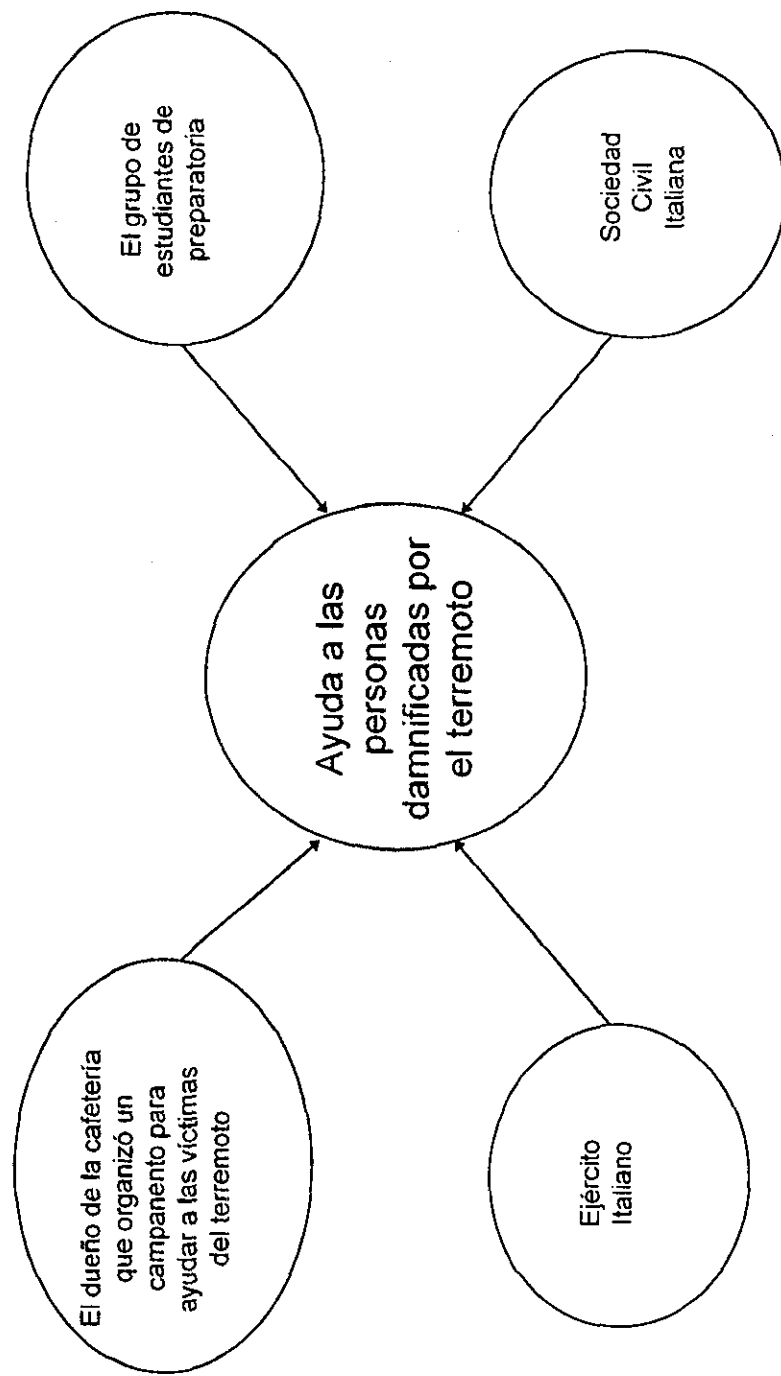 El dueño de la cafetería
que organizó un
campanento para
ayudar a las víctimas
del terremoto
El grupo de
estudiantes de
preparatoria
Ayuda a las
personas
damnificadas por
el terremoto
Ejército
Italiano
Sociedad
Civil
Italiana